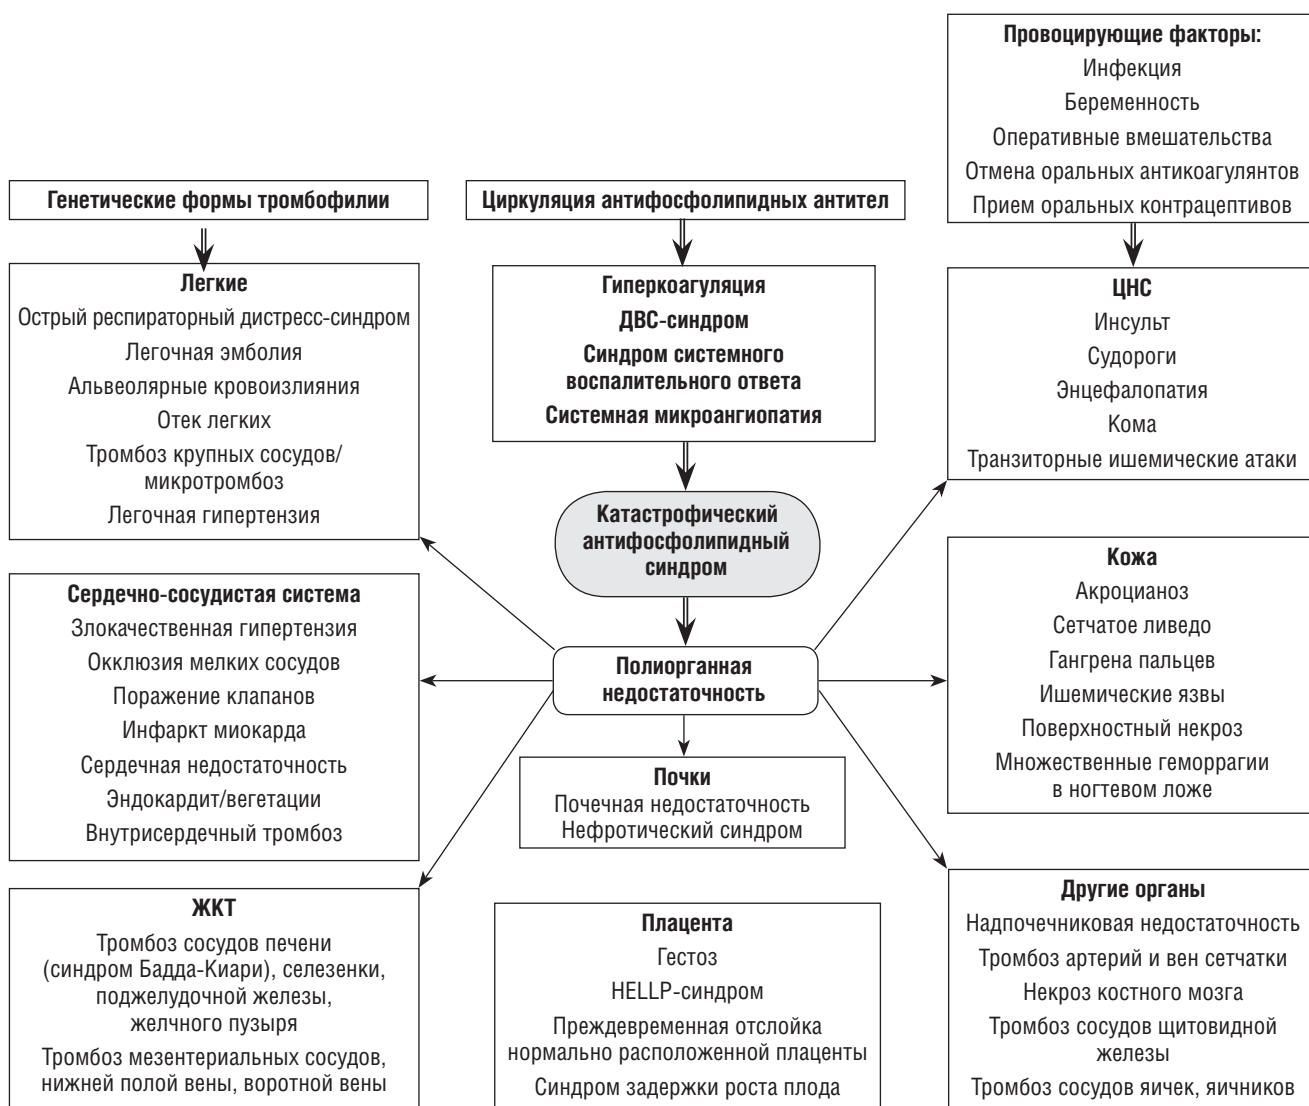 Провоцирующие факторы:
Инфекция
Беременность
Оперативные вмешательства
Отмена оральных антикоагулянтов
Прием оральных контрацептивов
Генетические формы тромбофилии
Циркуляция антифосфолипидных антител
Легкие
Острый респираторный дистресс-синдром
Легочная эмболия
Альвеолярные кровоизлияния
Отек легких
Тромбоз крупных сосудов/
микротромбоз
Легочная гипертензия
Гиперкоагуляция
ДВС-синдром
Синдром системного
воспалительного ответа
Системная микроангиопатия
ЦНС
Инсульт
Судороги
Энцефалопатия
Кома
Транзиторные ишемические атаки
Катастрофический
антифосфолипидный
синдром
Сердечно-сосудистая система
Злокачественная гипертензия
Окклюзия мелких сосудов
Поражение клапанов
Инфаркт миокарда
Сердечная недостаточность
Эндокардит/вегетации
Внутрисердечный тромбоз
Полиорганная
недостаточность
Кожа
Акроцианоз
Сетчатое ливедо
Гангрена пальцев
Ишемические язвы
Поверхностный некроз
Множественные геморрагии
в ногтевом ложе
Почки
Почечная недостаточность
Нефротический синдром
ЖКТ
Тромбоз сосудов печени
(синдром Бадда-Киари), селезенки,
поджелудочной железы,
желчного пузыря
Тромбоз мезентериальных сосудов,
нижней полой вены, воротной вены
Плацента
Гестоз
HELLP-синдром
Преждевременная отслойка
нормально расположенной плаценты
Синдром задержки роста плода
Другие органы
Надпочечниковая недостаточность
Тромбоз артерий и вен сетчатки
Некроз костного мозга
Тромбоз сосудов щитовидной
железы
Тромбоз сосудов яичек, яичников